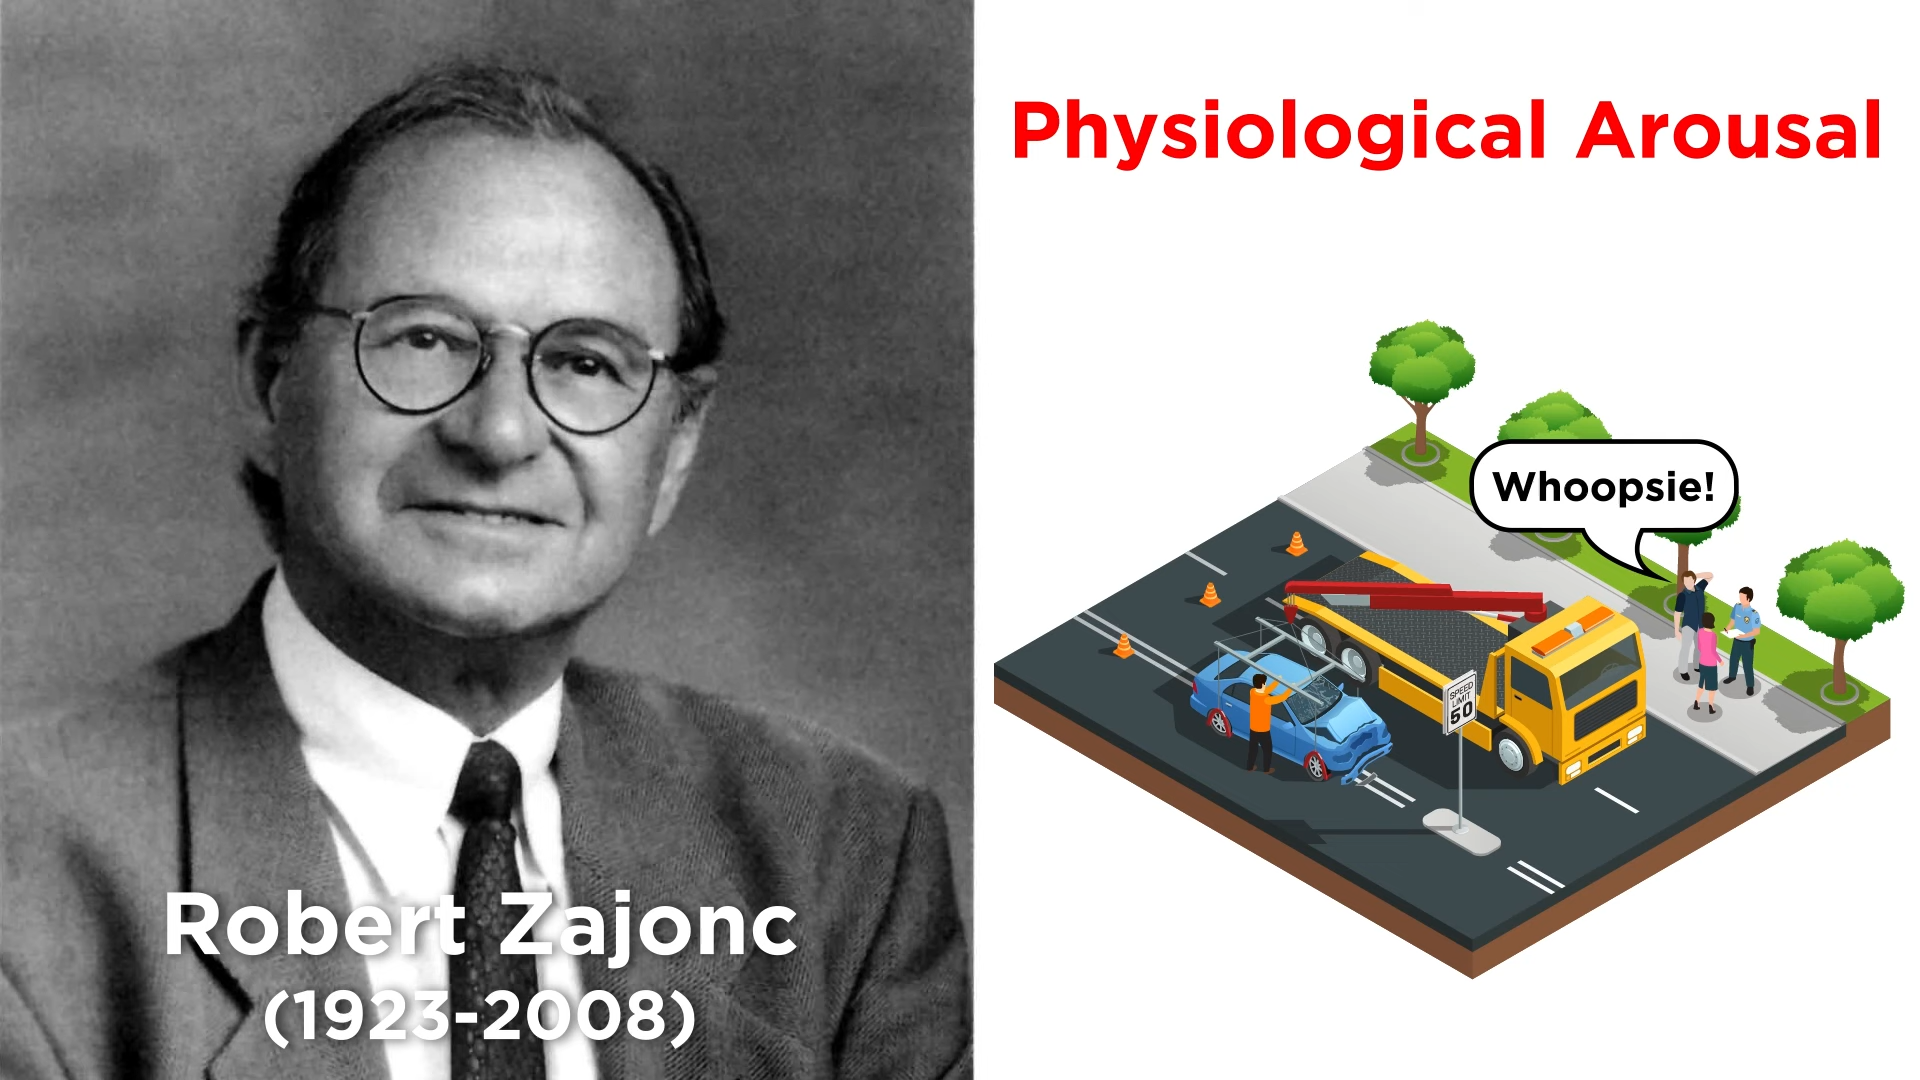 Robert Zajonc
(1923-2008)
Physiological Arousal
Whoopsie!
SPEED
LIMIT
50